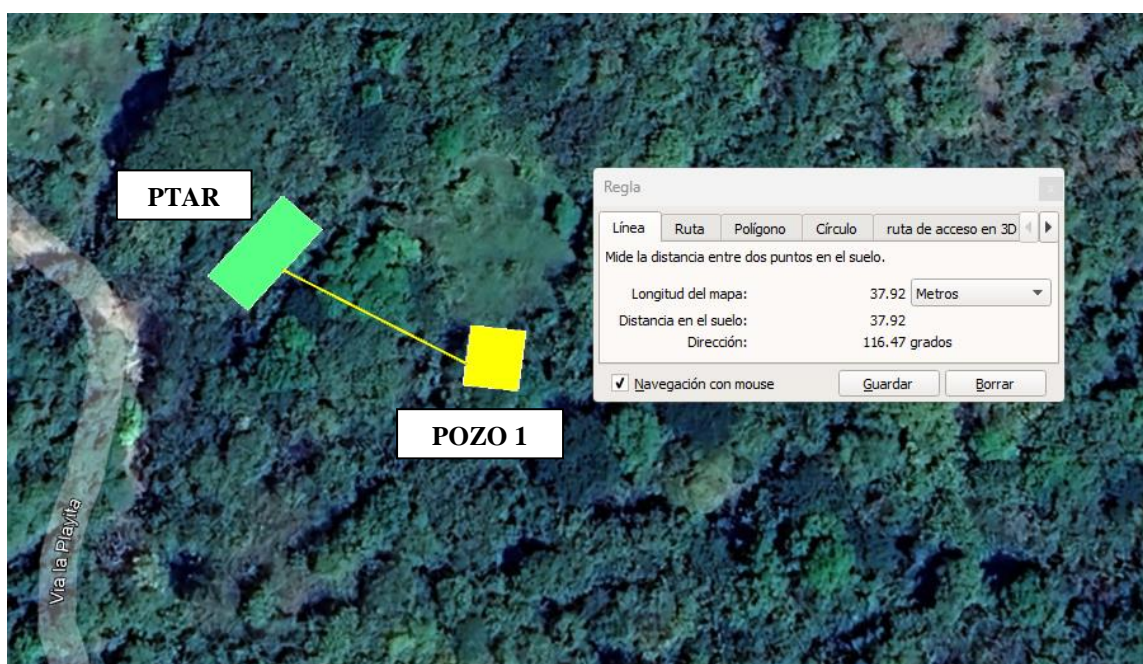 PTAR
POZO 1
Via la Playita
Regla
Línea Ruta Polígono Círculo ruta de acceso en 3D
Mide la distancia entre dos puntos en el suelo.
Longitud del mapa: 37.92 Metros
Distancia en el suelo: 37.92
Dirección: 116.47 grados
Navegación con mouse Guardar Borrar